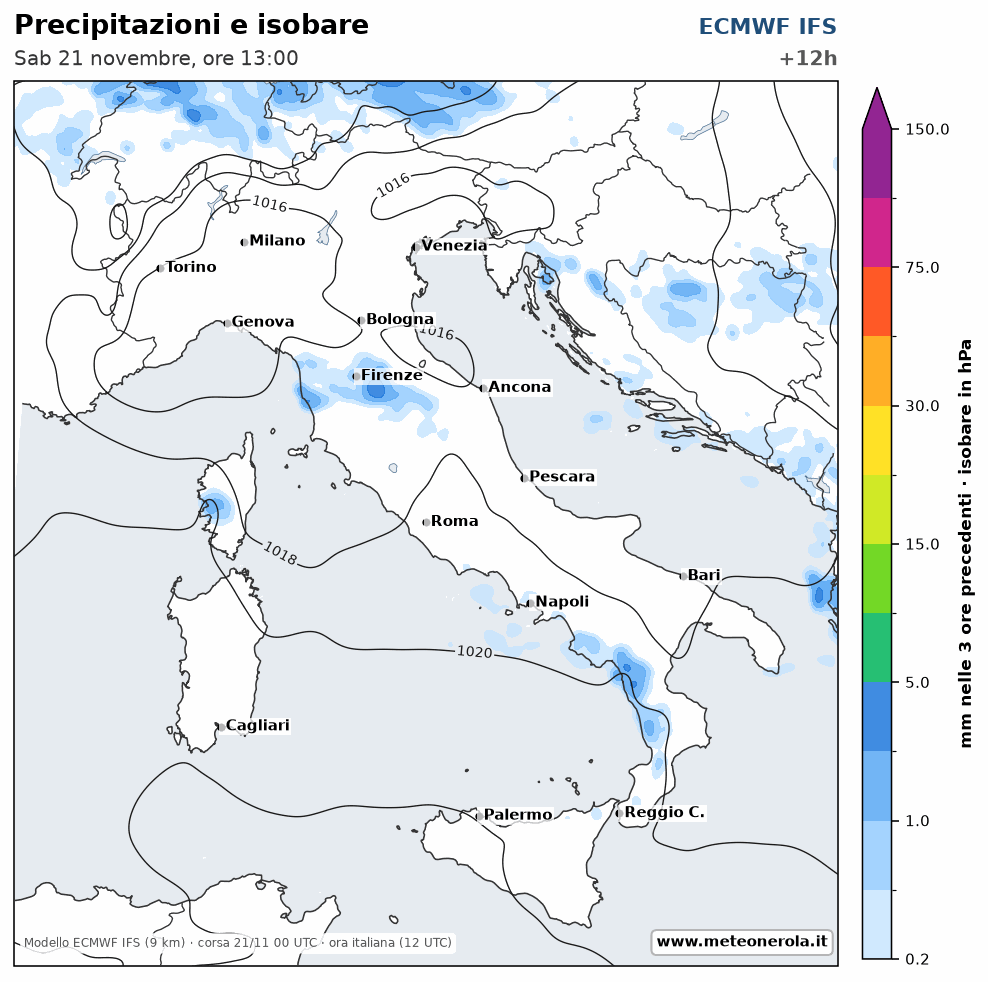 Precipitazioni e isobare
ECMWF IFS
Sab 21 novembre, ore 13:00
+12h
150.0
1016
1016
Milano
Venezia
Torino
75.0
Genova
Bologna
1016
Firenze
Ancona
30.0
Pescara
Roma
15.0
1018
Bari
Napoli
1020
5.0
Cagliari
Palermo
Reggio C.
1.0
0.2
mm nelle 3 ore precedenti · isobare in hPa
Modello ECMWF IFS (9 km) · corsa 21/11 00 UTC · ora italiana (12 UTC)
www.meteonerola.it